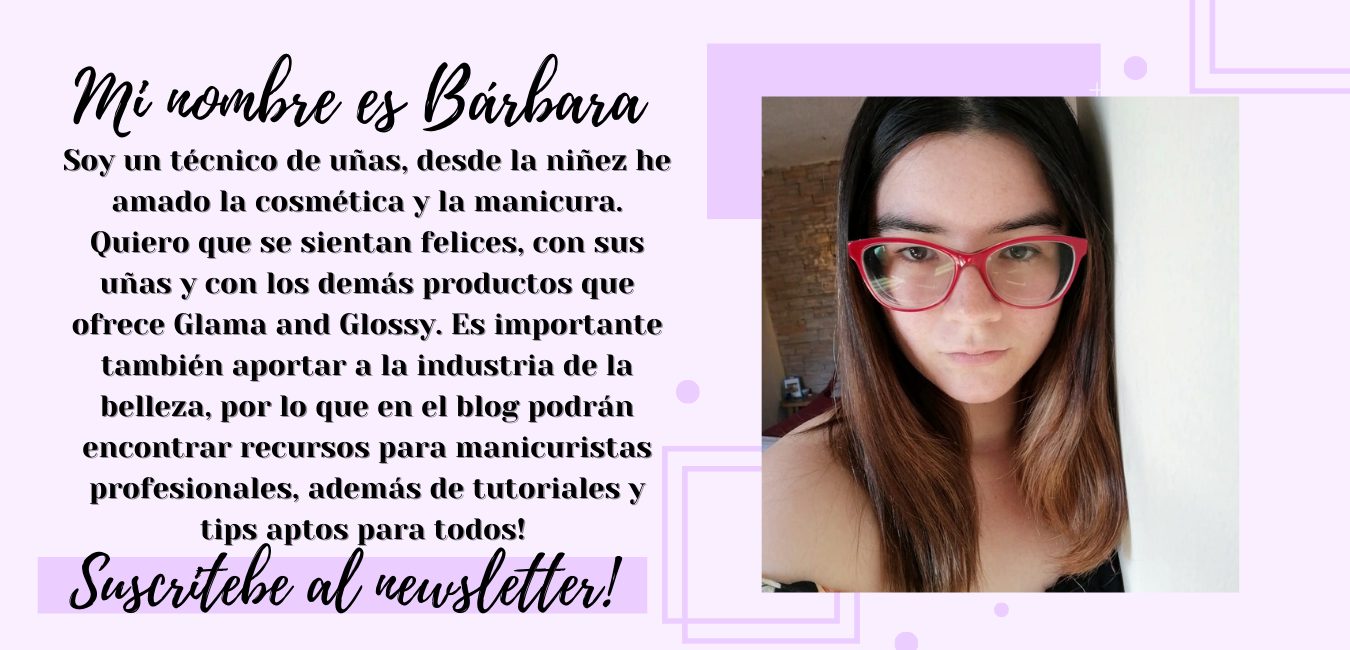 Mi nombre es Bárbara
Soy un técnico de uñas, desde la niñez he
amado la cosmética y la manicura.
Quiero que se sientan felices, con sus
uñas y con los demás productos que
ofrece Glama and Glossy. Es importante
también aportar a la industria de la
belleza, por lo que en el blog podrán
encontrar recursos para manicuristas
profesionales, además de tutoriales y
tips aptos para todos!
Suscrítebe al newsletter!